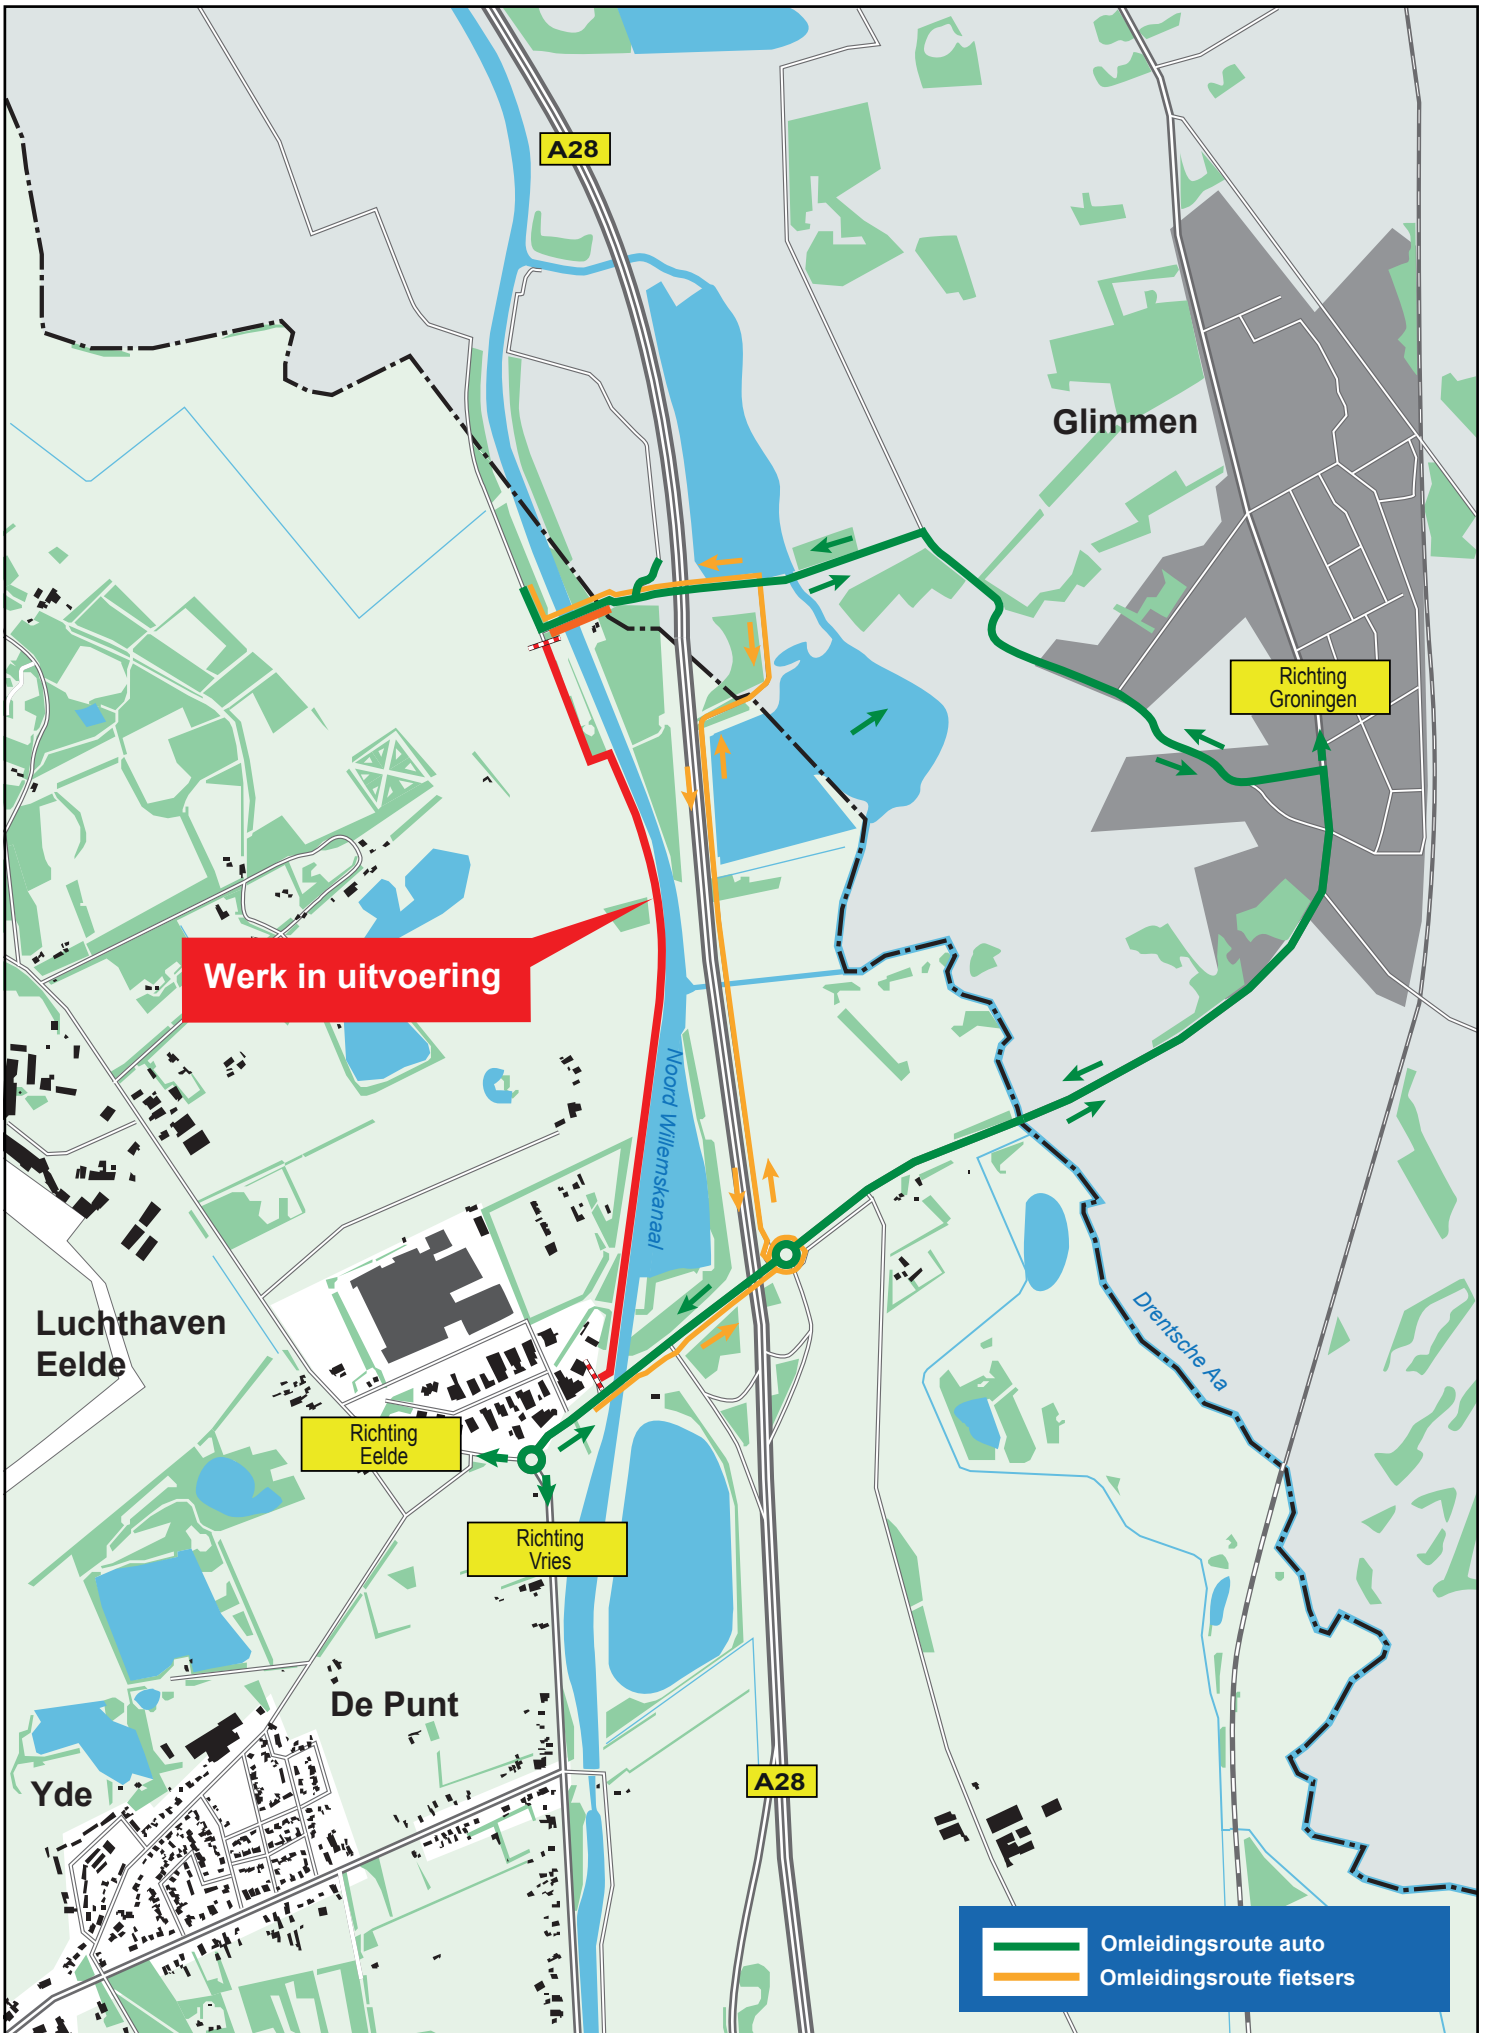 A28
Glimmen
Richting
Groningen
Werk in uitvoering
Noord Willemskanaal
Drentsche Aa
Luchthaven
Eelde
Richting
Eelde
Richting
Vries
De Punt
Yde
A28
Omleidingsroute auto
Omleidingsroute fietsers